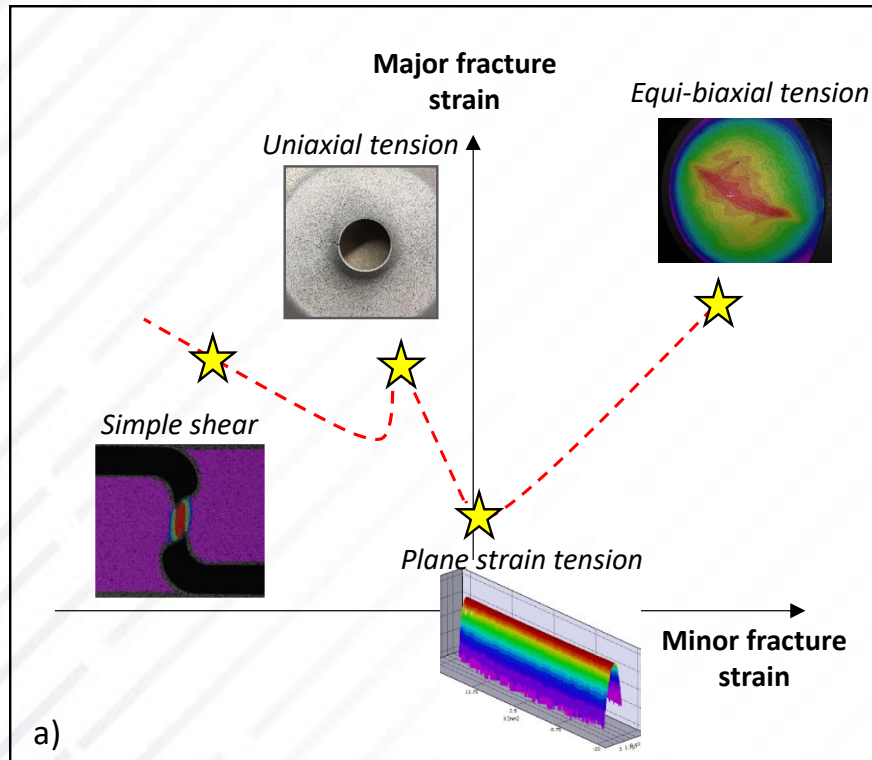 Major fracture
strain
Equi-biaxial tension
Uniaxial tension
Simple shear
Plane strain tension
Minor fracture
strain
a)